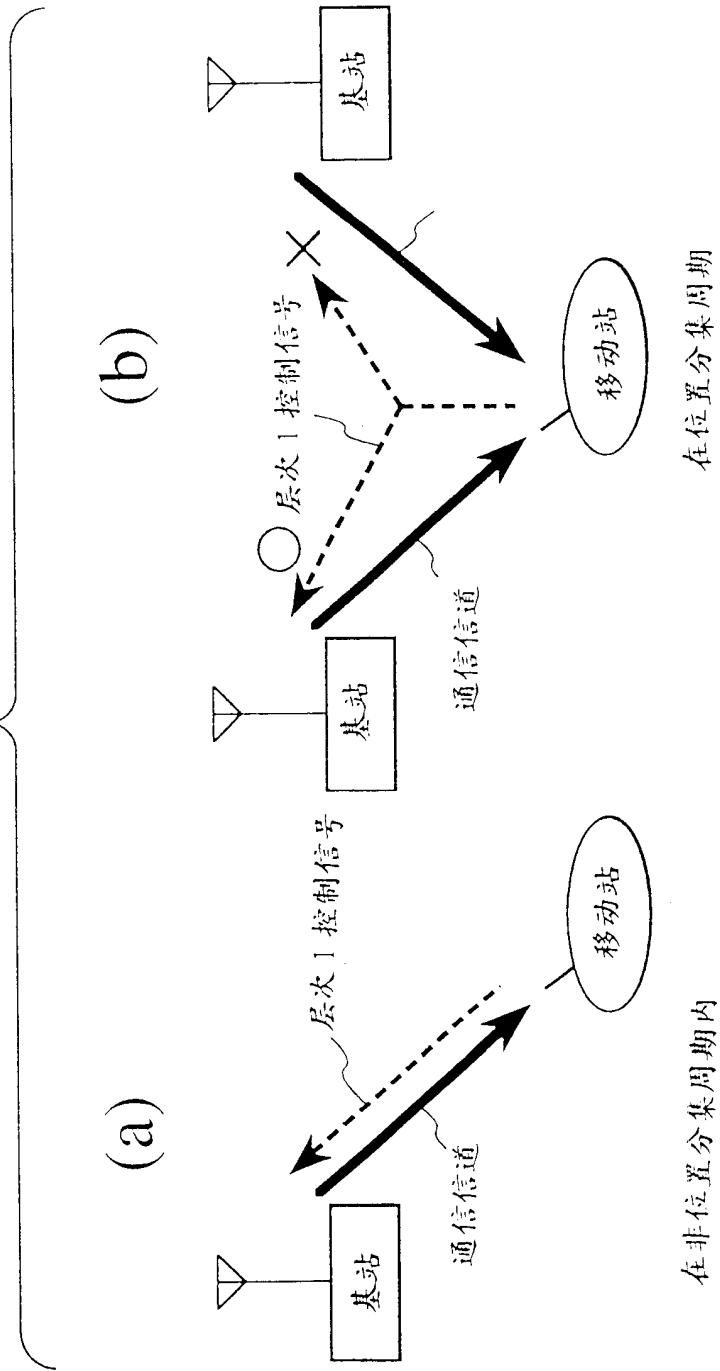 (a)
基站
层次1控制信号
通信信道
移动站
在非位置分集周期内
(b)
基站
层次1控制信号
基站
通信信道
移动站
在位置分集周期